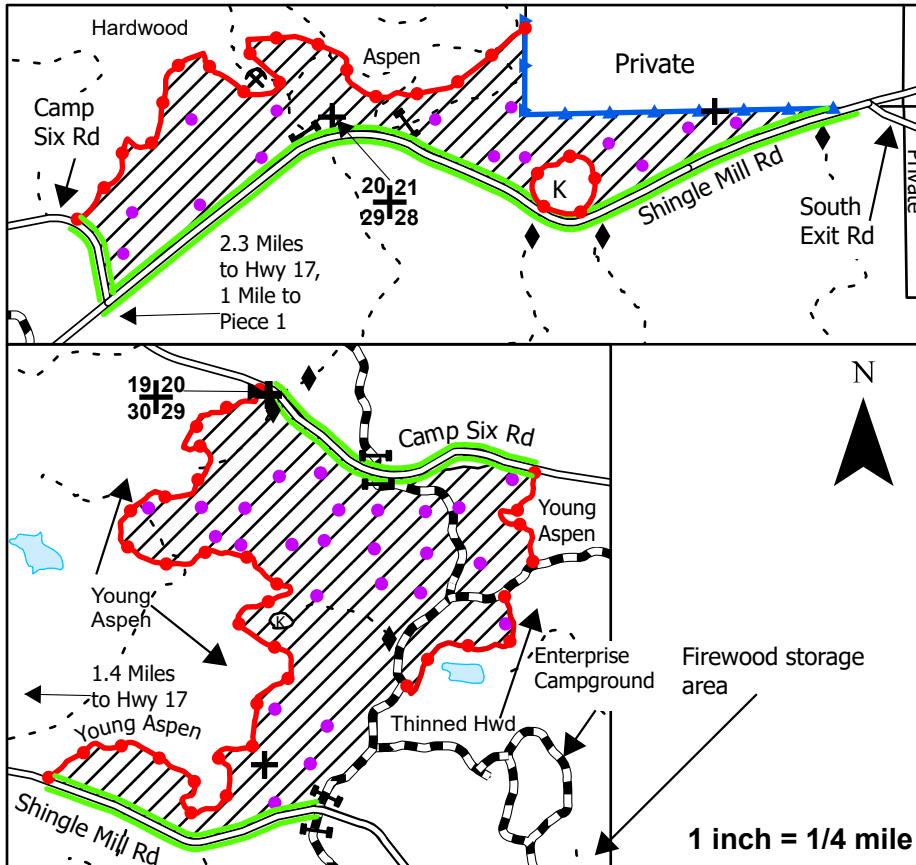 Hardwood
Aspen
Private
Camp
Six Rd
K
Shingle Mill Rd
20 21
29 28
South
Exit Rd
Private
2.3 Miles
to Hwy 17,
1 Mile to
Piece 1
19 20
30 29
Camp Six Rd
N
Young
Aspen
Young
Aspen
K
Enterprise
Campground
Firewood storage
area
1.4 Miles
to Hwy 17
Thinned Hwd
Young Aspen
Shingle Mill Rd
1 inch = 1/4 mile